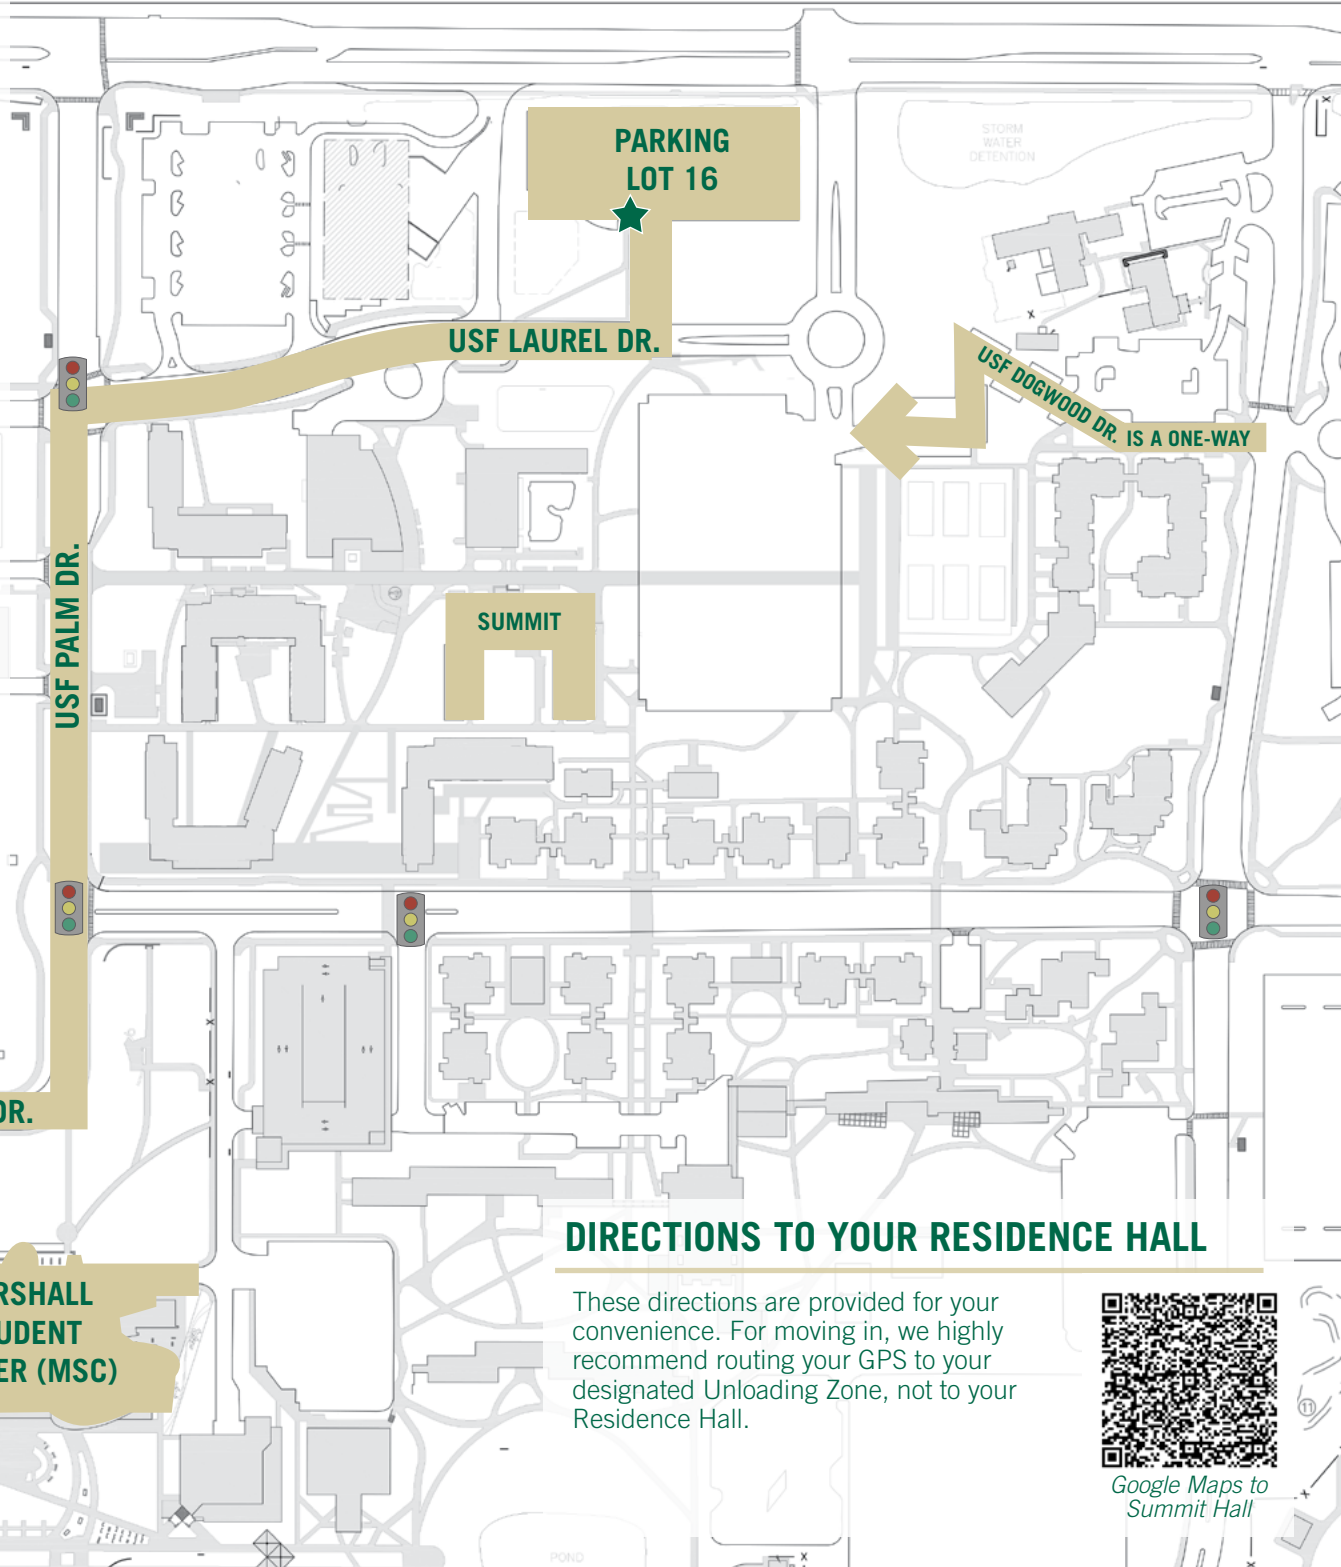 STORM
WATER
DETENTION
PARKING
LOT 16
USF LAUREL DR.
USF DOGWOOD DR. IS A ONE-WAY
USF PALM DR.
SUMMIT
DR.
RSHALL
UDENT
ER (MSC)
DIRECTIONS TO YOUR RESIDENCE HALL
These directions are provided for your
convenience. For moving in, we highly
recommend routing your GPS to your
designated Unloading Zone, not to your
Residence Hall.
11
Google Maps to
Summit Hall
POND